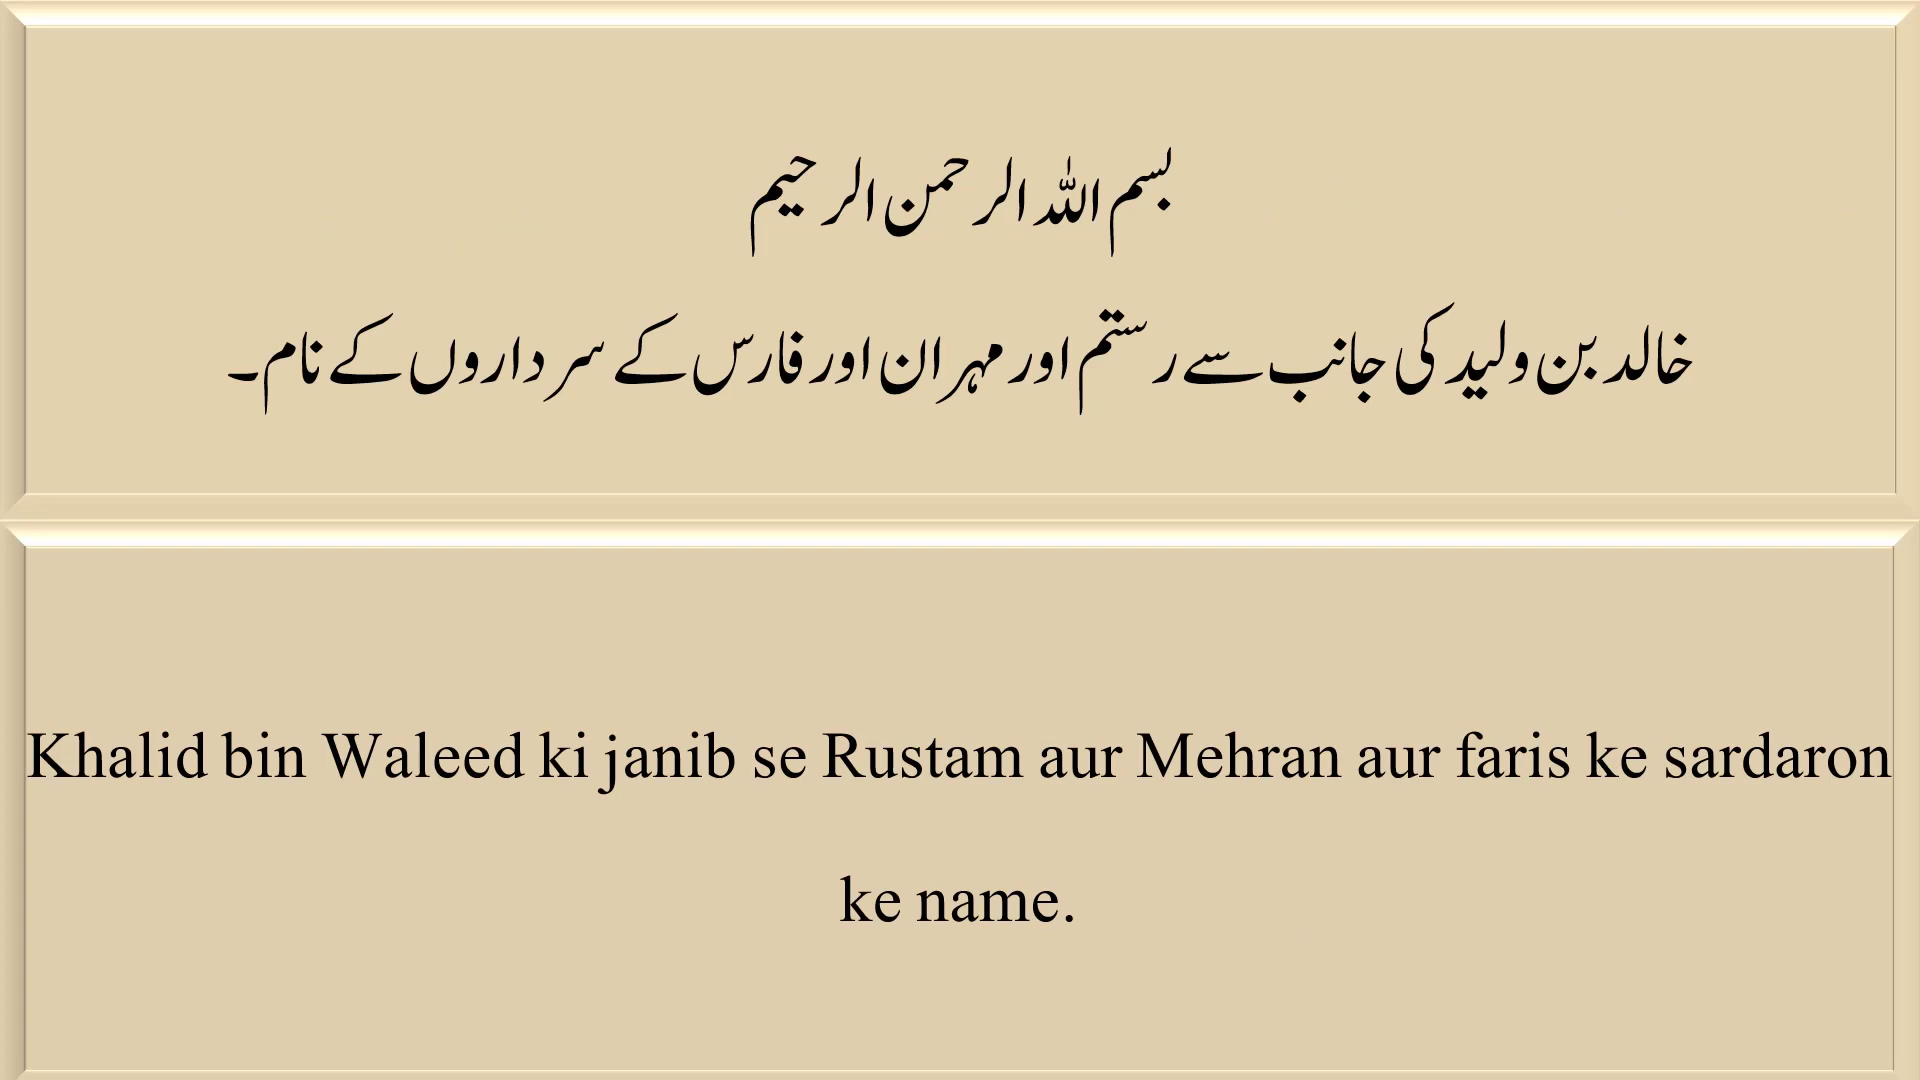 بسم اللہ الرحمن الرحیم
خالد بن ولید کی جانب سے رستم اور مہران اور فارس کے سرداروں کے نام۔
Khalid bin Waleed ki janib se Rustam aur Mehran aur faris ke sardaron
ke name.